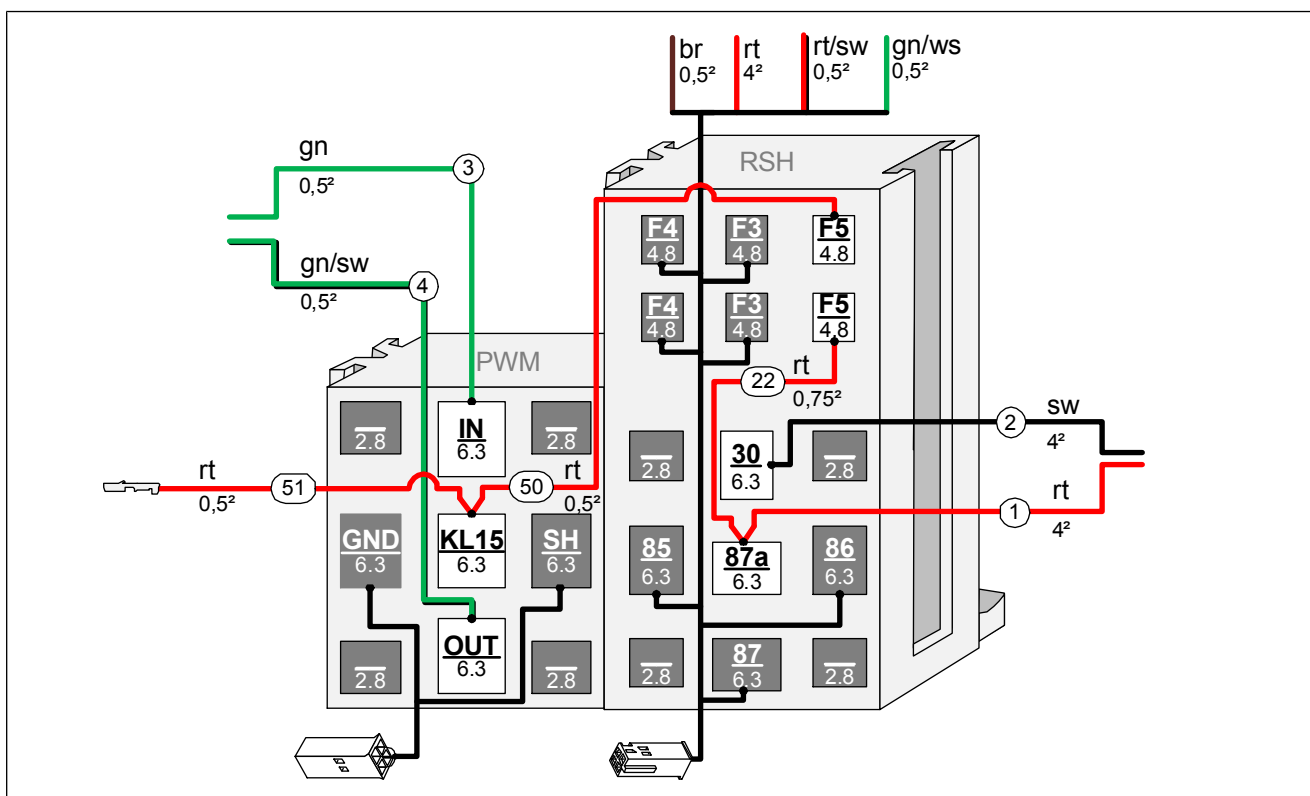 br rt rt/sw gn/ws
0,5² 4² 0,5² 0,5²
gn 3
0,5²
RSH
F4 F3 F5
4.8 4.8 4.8
gn/sw 4
0,5²
F4 F3 F5
4.8 4.8 4.8
PWM
22 rt
0,75²
IN
2.8 6.3 2.8
30 2 sw
2.8 6.3 2.8 4²
rt 51 50 rt
0,5² 0,5²
1 rt
4²
GND KL15 SH
6.3 6.3 6.3
85 87a 86
6.3 6.3 6.3
OUT
2.8 6.3 2.8
87
2.8 6.3 2.8